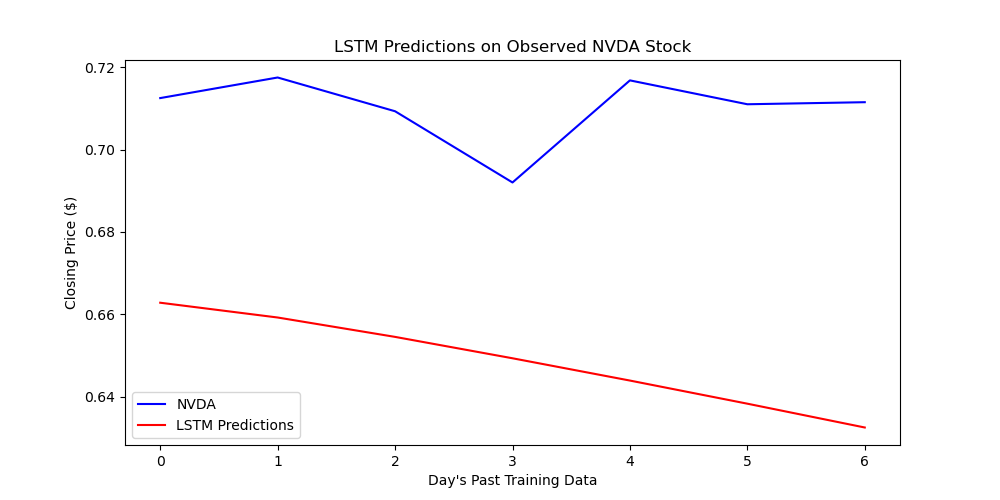 LSTM Predictions on Observed NVDA Stock
0.72
0.70
0.68
0.66
0.64
Closing Price ($)
NVDA
LSTM Predictions
0 1 2 3 4 5 6
Day's Past Training Data